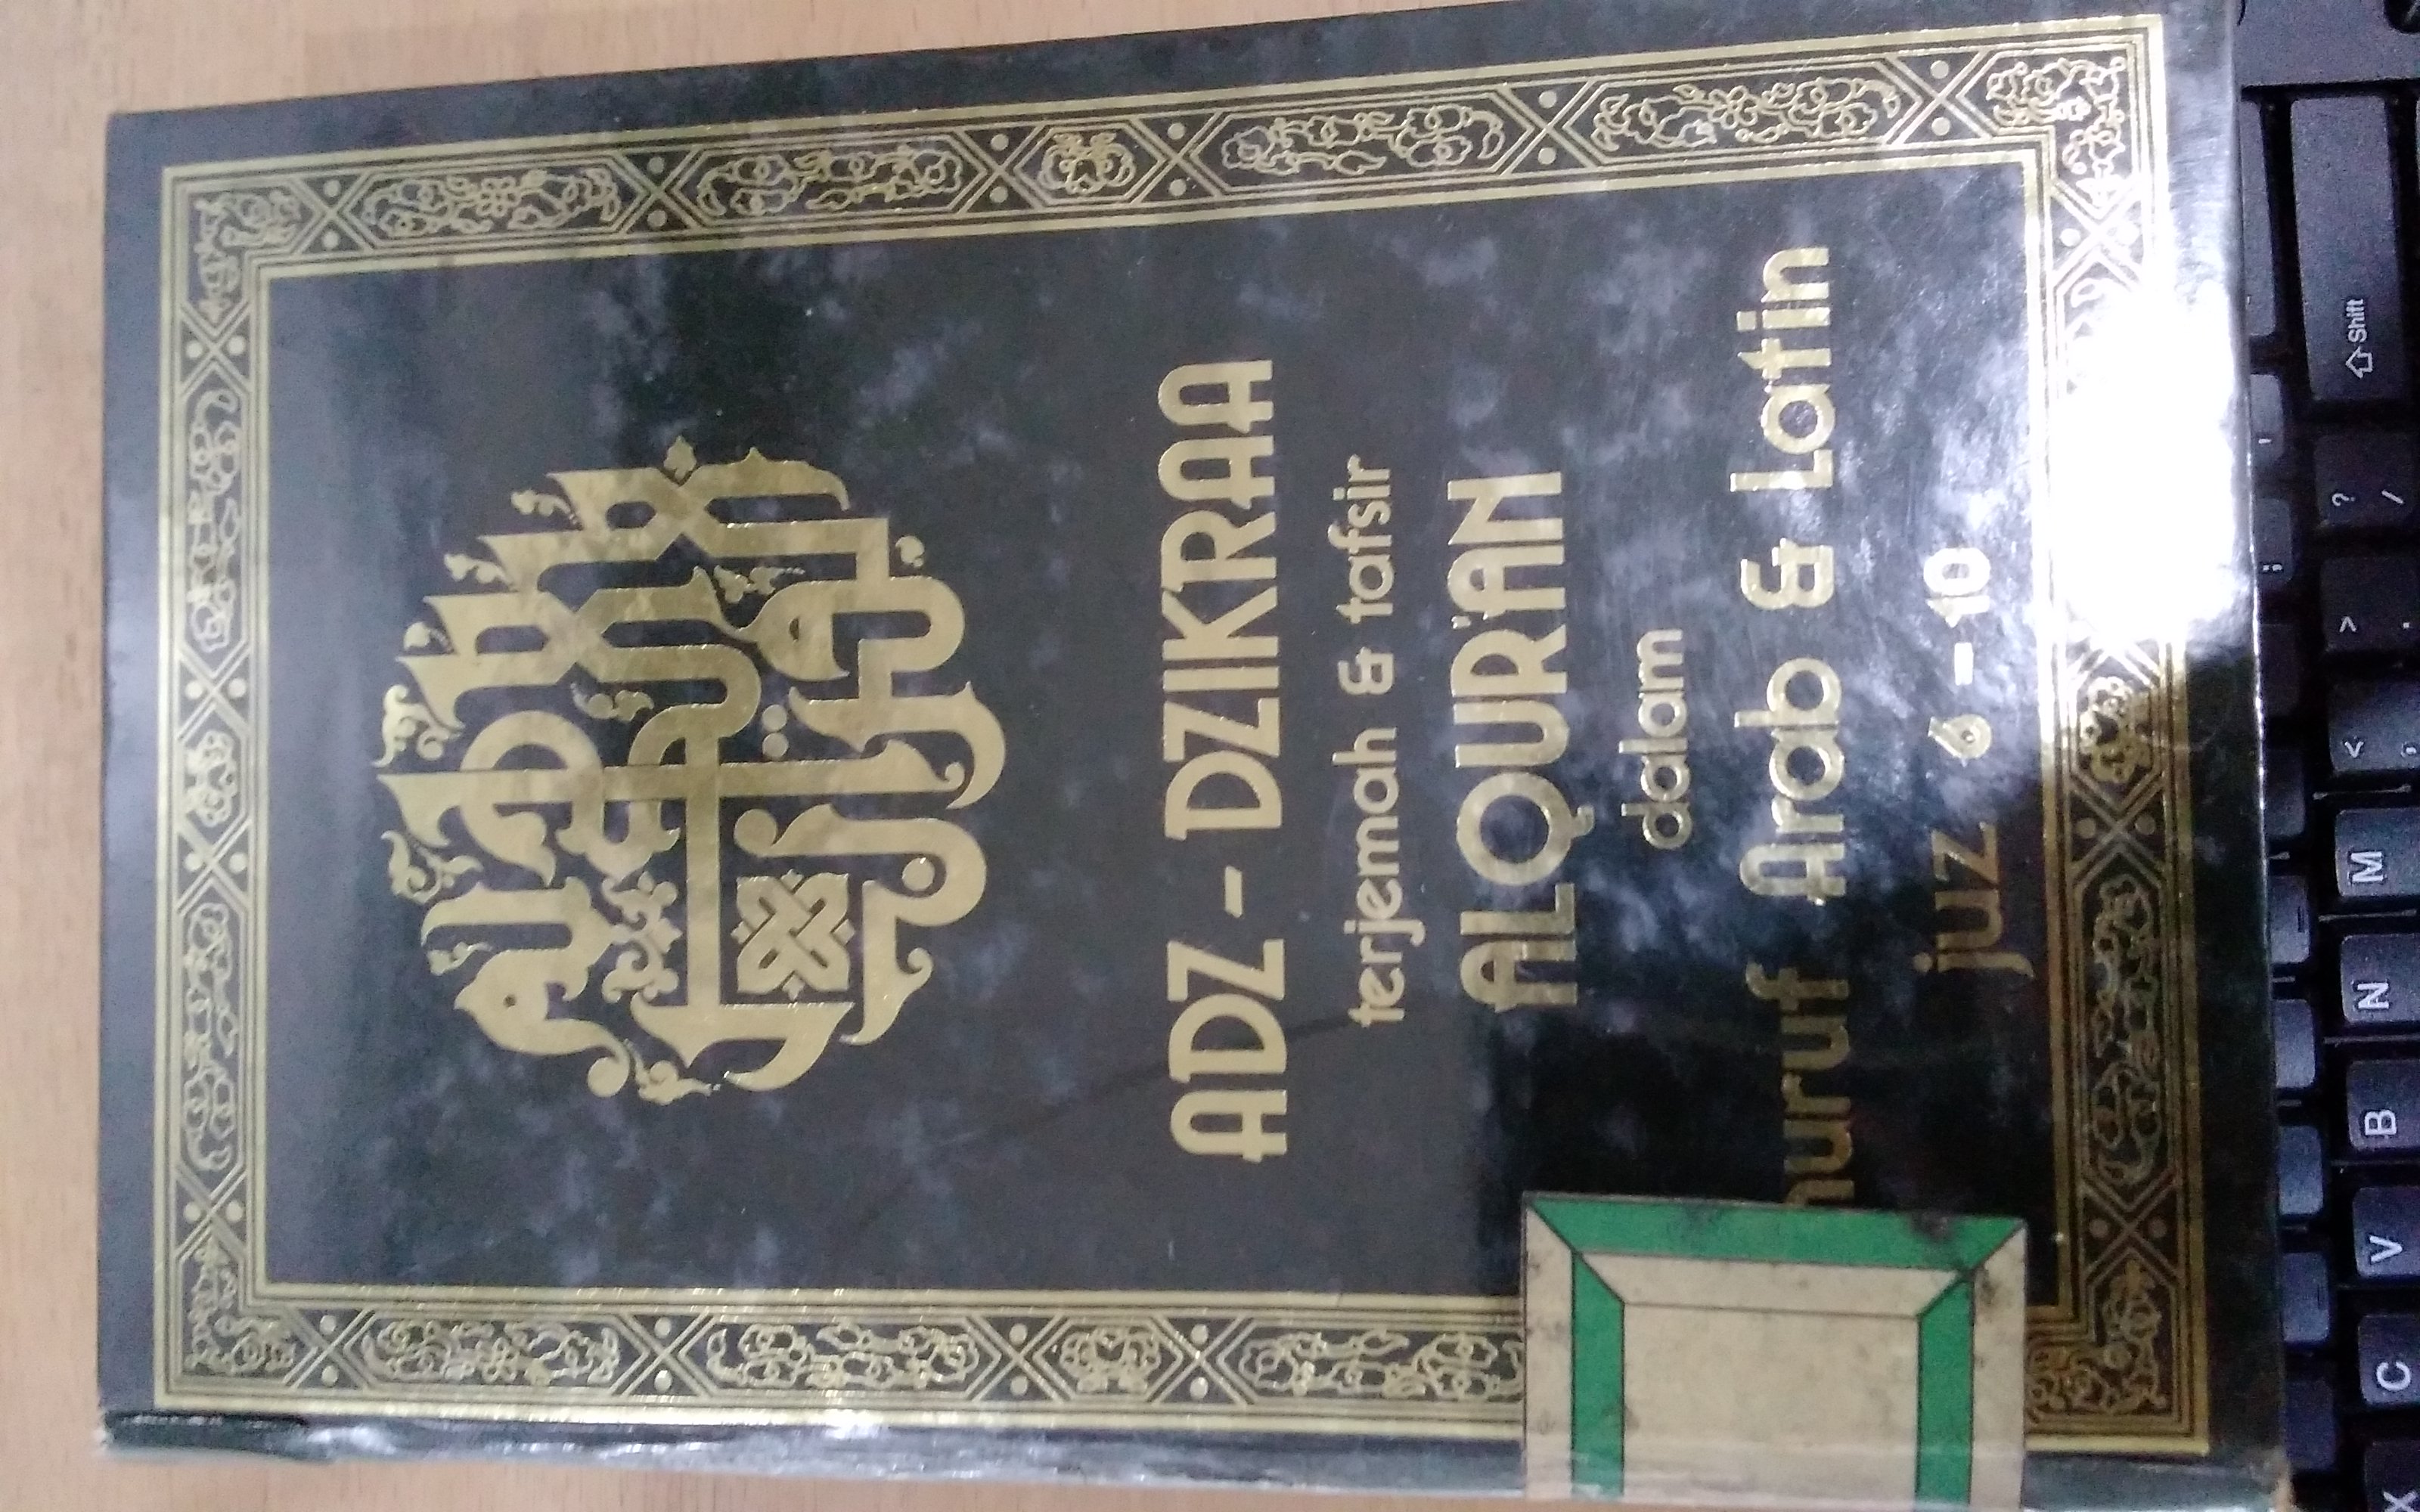 ADZ - DZIKRAA
terjemah & tafsir
ALQUR'AN
dalam
huruf Arab & Latin
juz 6 - 10
Shift
?
/
>
.
<
,
M
N
B
V
C
X
;